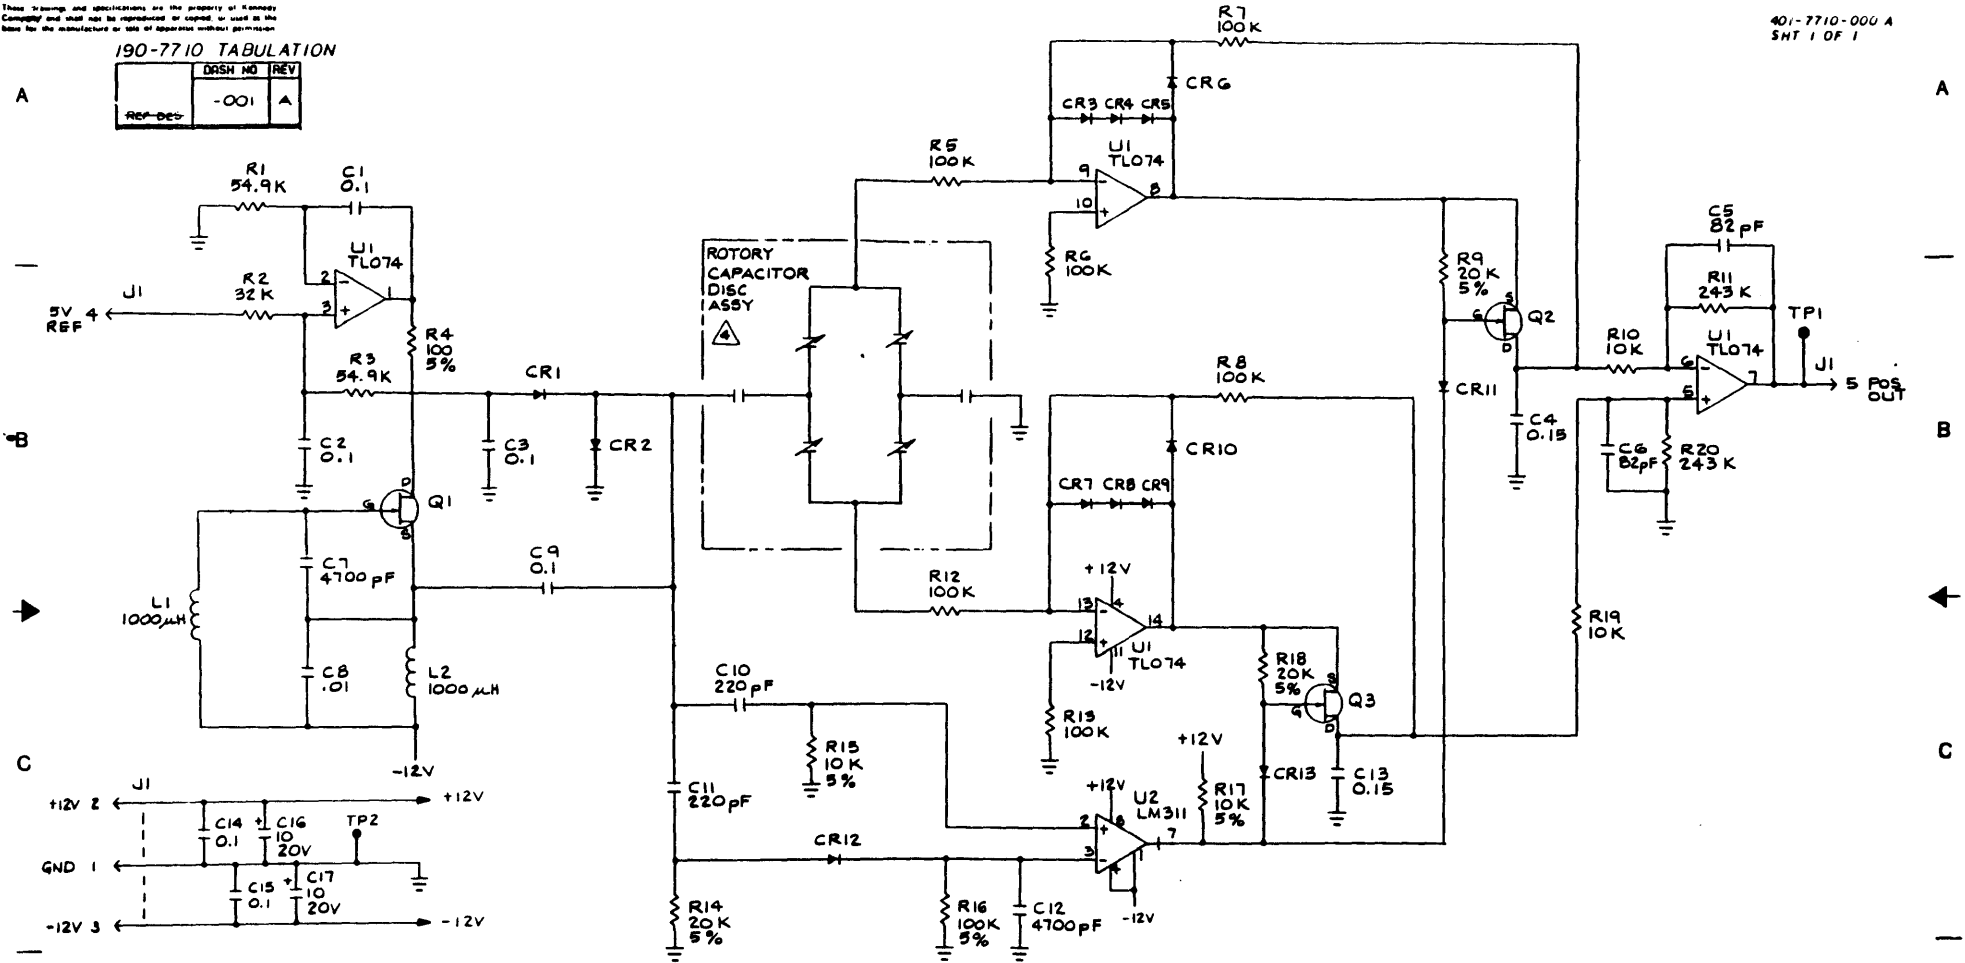 These drawings and specifications are the property of Kennedy
Company and shall not be reproduced or copied or used as the
basis for the manufacture or sale of apparatus without permission
401-7710-000 A
SHT 1 OF 1
190-7710 TABULATION
DASH NO REV
-001 A
REF DES
A
A
B
B
C
C
R1
54.9K
C1
0.1
U1
TL074
2
3
1
J1
5V
REF 4
R2
32K
R3
54.9K
R4
100
5%
C2
0.1
C3
0.1
CR1
CR2
D
G
S
Q1
C7
4700pF
C8
.01
L1
1000µH
L2
1000µH
-12V
C9
0.1
ROTORY
CAPACITOR
DISC
ASSY
4
R5
100K
R6
100K
R7
100K
CR6
CR3 CR4 CR5
U1
TL074
9
10
8
R8
100K
CR10
CR7 CR8 CR9
R12
100K
+12V
4
13
12
14
11
U1
TL074
-12V
R13
100K
R9
20K
5%
S
G
D
Q2
CR11
C4
0.15
R10
10K
C5
82pF
R11
243K
U1
TL074
6
5
7
TP1
J1
5 POS
OUT
C6
82pF
R20
243K
R19
10K
R18
20K
5%
S
G
D
Q3
CR13
C13
0.15
+12V
R17
10K
5%
C10
220pF
R15
10K
5%
C11
220pF
CR12
R14
20K
5%
R16
100K
5%
C12
4700pF
+12V
8
U2
LM311
2
3
7
4
1
-12V
J1
+12V 2
+12V
C14
0.1
+ C16
10
20V
TP2
GND 1
C15
0.1
+ C17
10
20V
-12V 3
-12V